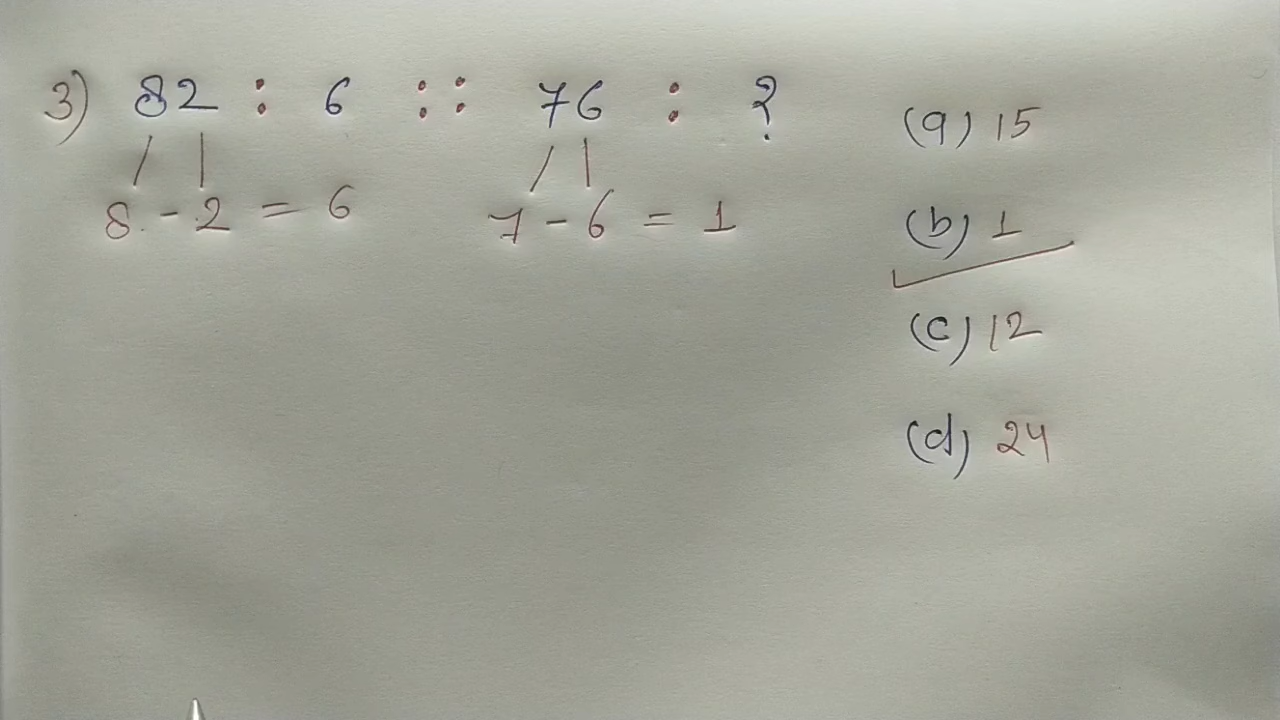 3) 82 : 6 :: 76 : ?
8 - 2 = 6 7 - 6 = 1
(a) 15
(b) 1
(c) 12
(d) 24